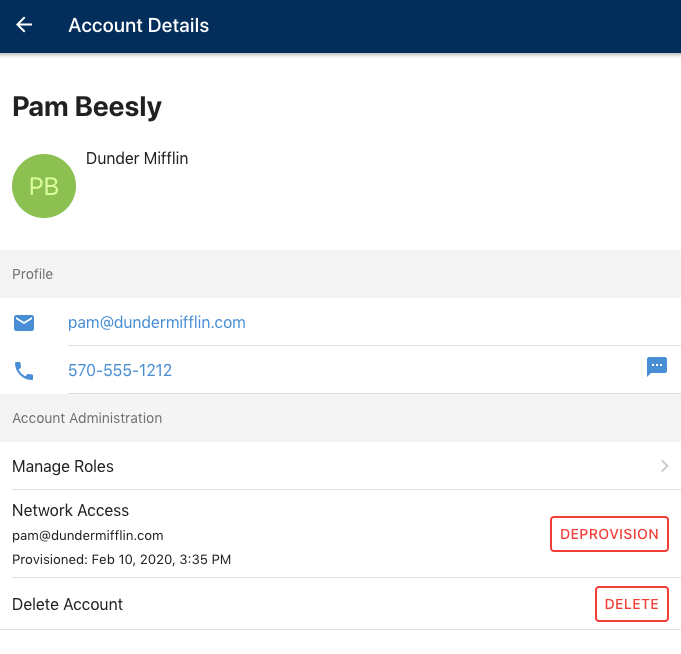 Account Details
Pam Beesly
PB
Dunder Mifflin
Profile
pam@dundermifflin.com
570-555-1212
Account Administration
Manage Roles
Network Access
pam@dundermifflin.com
Provisioned: Feb 10, 2020, 3:35 PM
DEPROVISION
Delete Account
DELETE